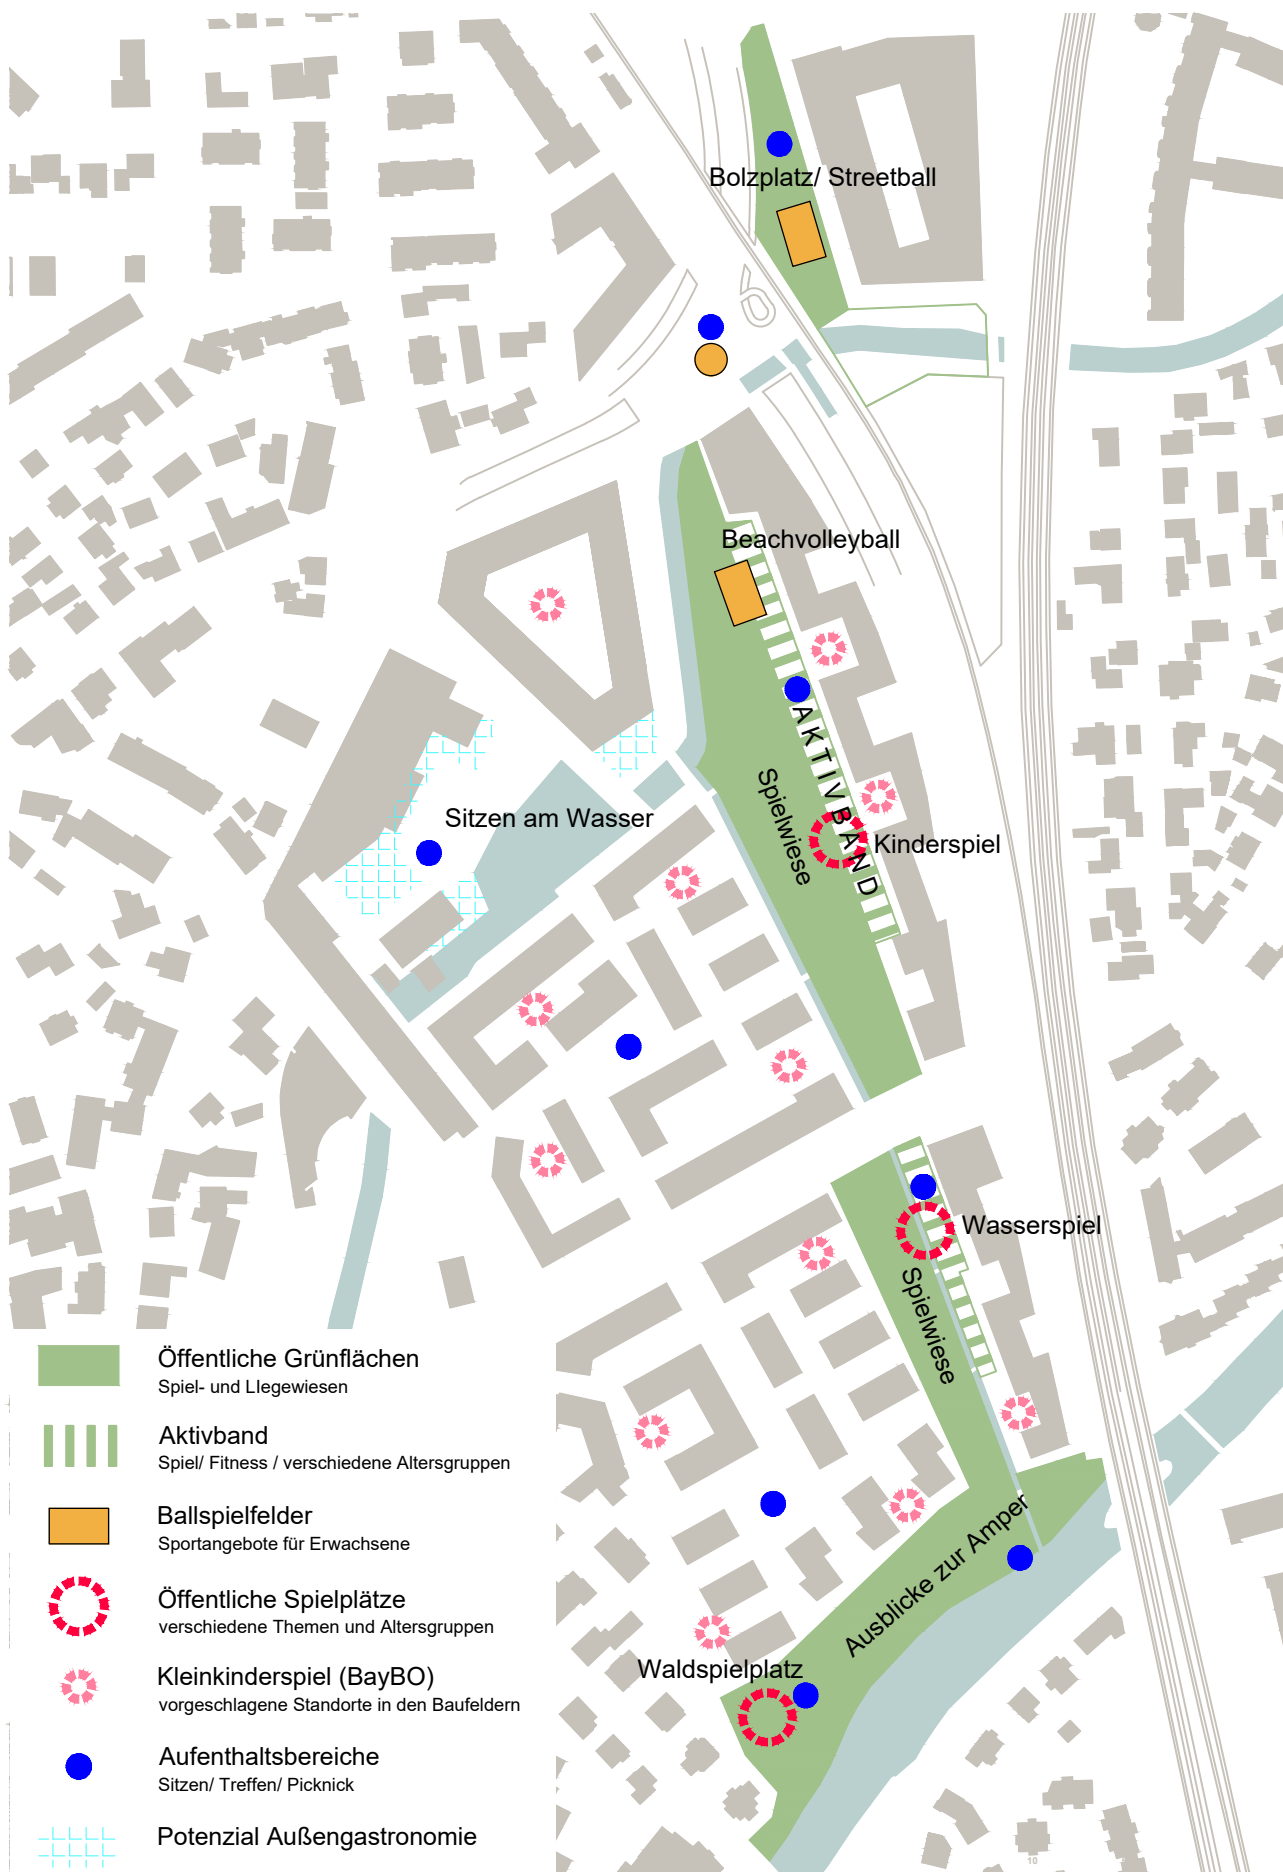 Bolzplatz/ Streetball
Beachvolleyball
AKTIVBAND
Spielwiese
Sitzen am Wasser
Kinderspiel
Wasserspiel
Spielwiese
Ausblicke zur Amper
Waldspielplatz
Öffentliche Grünflächen
Spiel- und LIegewiesen
Aktivband
Spiel/ Fitness / verschiedene Altersgruppen
Ballspielfelder
Sportangebote für Erwachsene
Öffentliche Spielplätze
verschiedene Themen und Altersgruppen
Kleinkinderspiel (BayBO)
vorgeschlagene Standorte in den Baufeldern
Aufenthaltsbereiche
Sitzen/ Treffen/ Picknick
Potenzial Außengastronomie
10